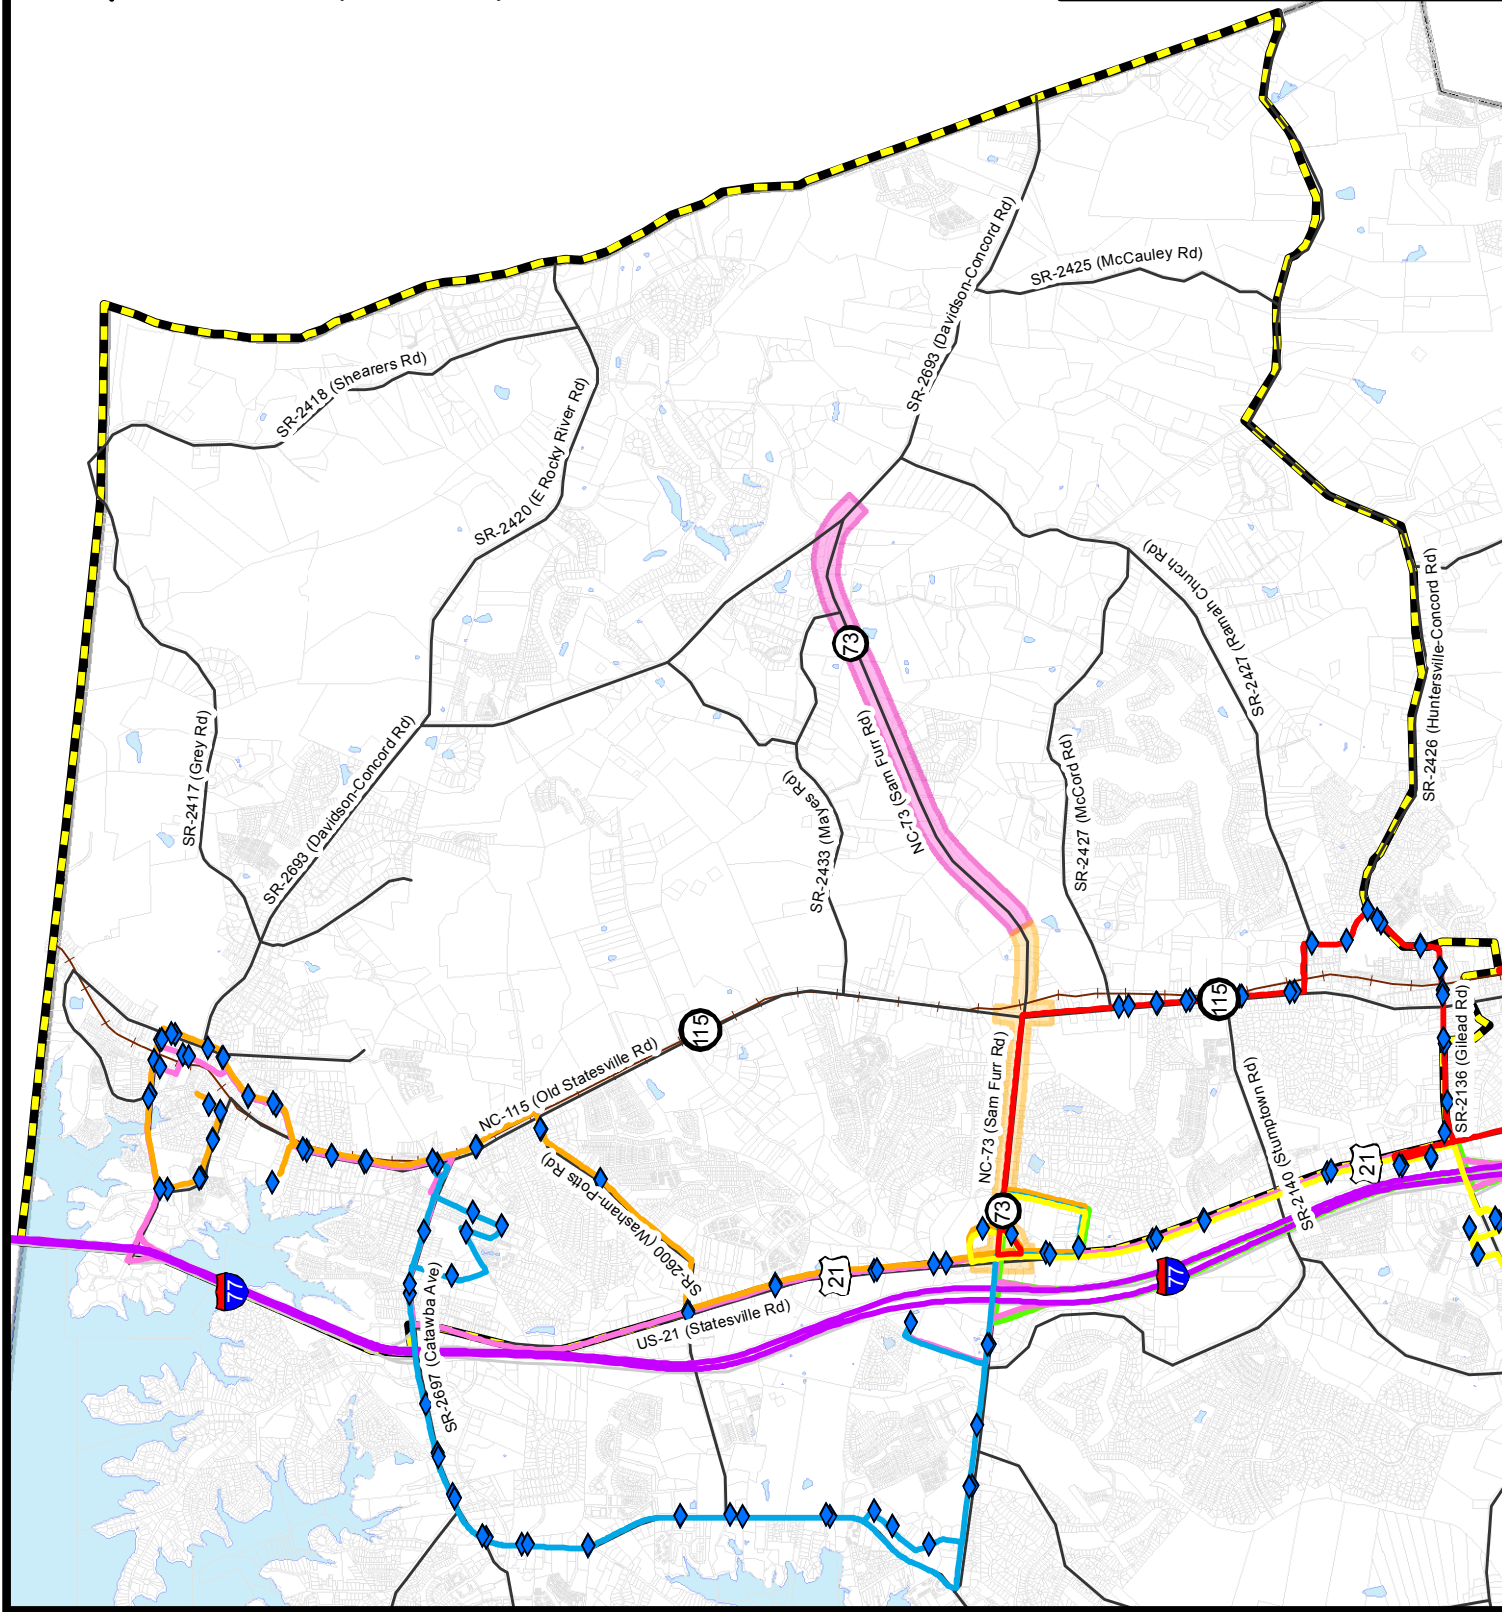 SR-2693 (Davidson-Concord Rd)
SR-2425 (McCauley Rd)
SR-2418 (Shearers Rd)
SR-2420 (E Rocky River Rd)
SR-2427 (Ramah Church Rd)
SR-2426 (Huntersville-Concord Rd)
73
SR-2417 (Grey Rd)
SR-2693 (Davidson-Concord Rd)
NC-73 (Sam Furr Rd)
SR-2427 (McCord Rd)
SR-2433 (Mayes Rd)
115
115
NC-115 (Old Statesville Rd)
NC-73 (Sam Furr Rd)
SR-2136 (Gilead Rd)
SR-2140 (Stumptown Rd)
SR-2600 (Washam-Potts Rd)
21
73
21
77
77
US-21 (Statesville Rd)
SR-2697 (Catawba Ave)